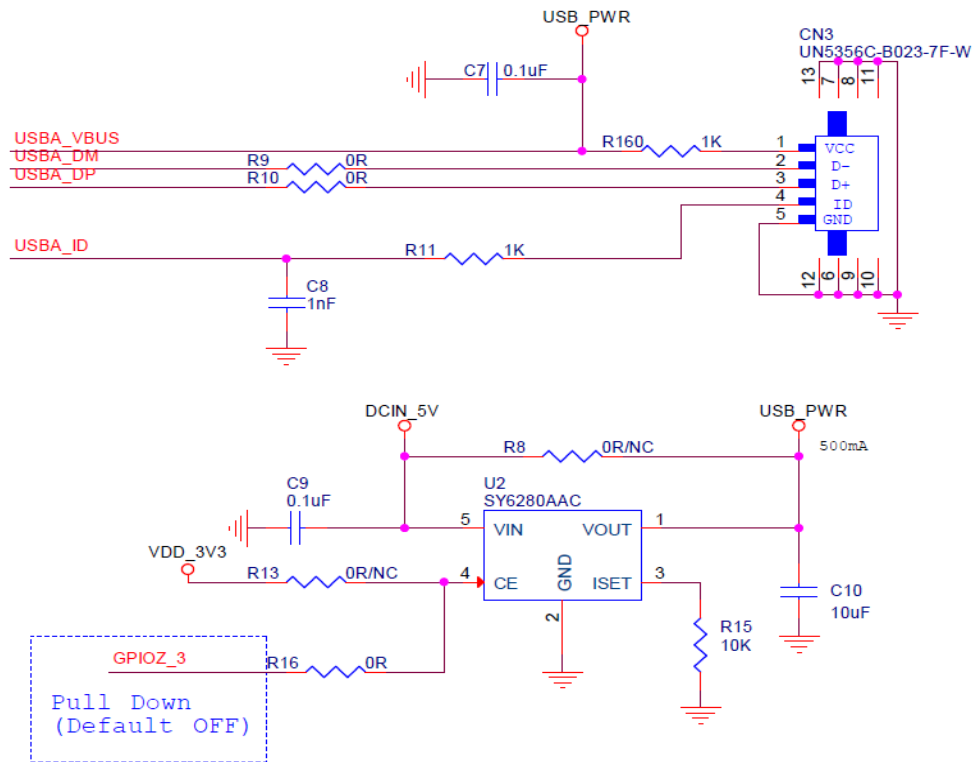 USB_PWR
CN3
UN5356C-B023-7F-W
C7 0.1uF
13 7 8 11
USBA_VBUS
R160 1K
1 VCC
USBA_DM
R9 0R
2 D-
USBA_DP
R10 0R
3 D+
4 ID
5 GND
USBA_ID
R11 1K
C8
1nF
12 6 9 10
DCIN_5V
USB_PWR
R8 0R/NC
500mA
U2
SY6280AAC
C9
0.1uF
5 VIN VOUT 1
VDD_3V3
R13 0R/NC
4 CE GND ISET 3
2
C10
10uF
R15
10K
GPIOZ_3
R16 0R
Pull Down
(Default OFF)